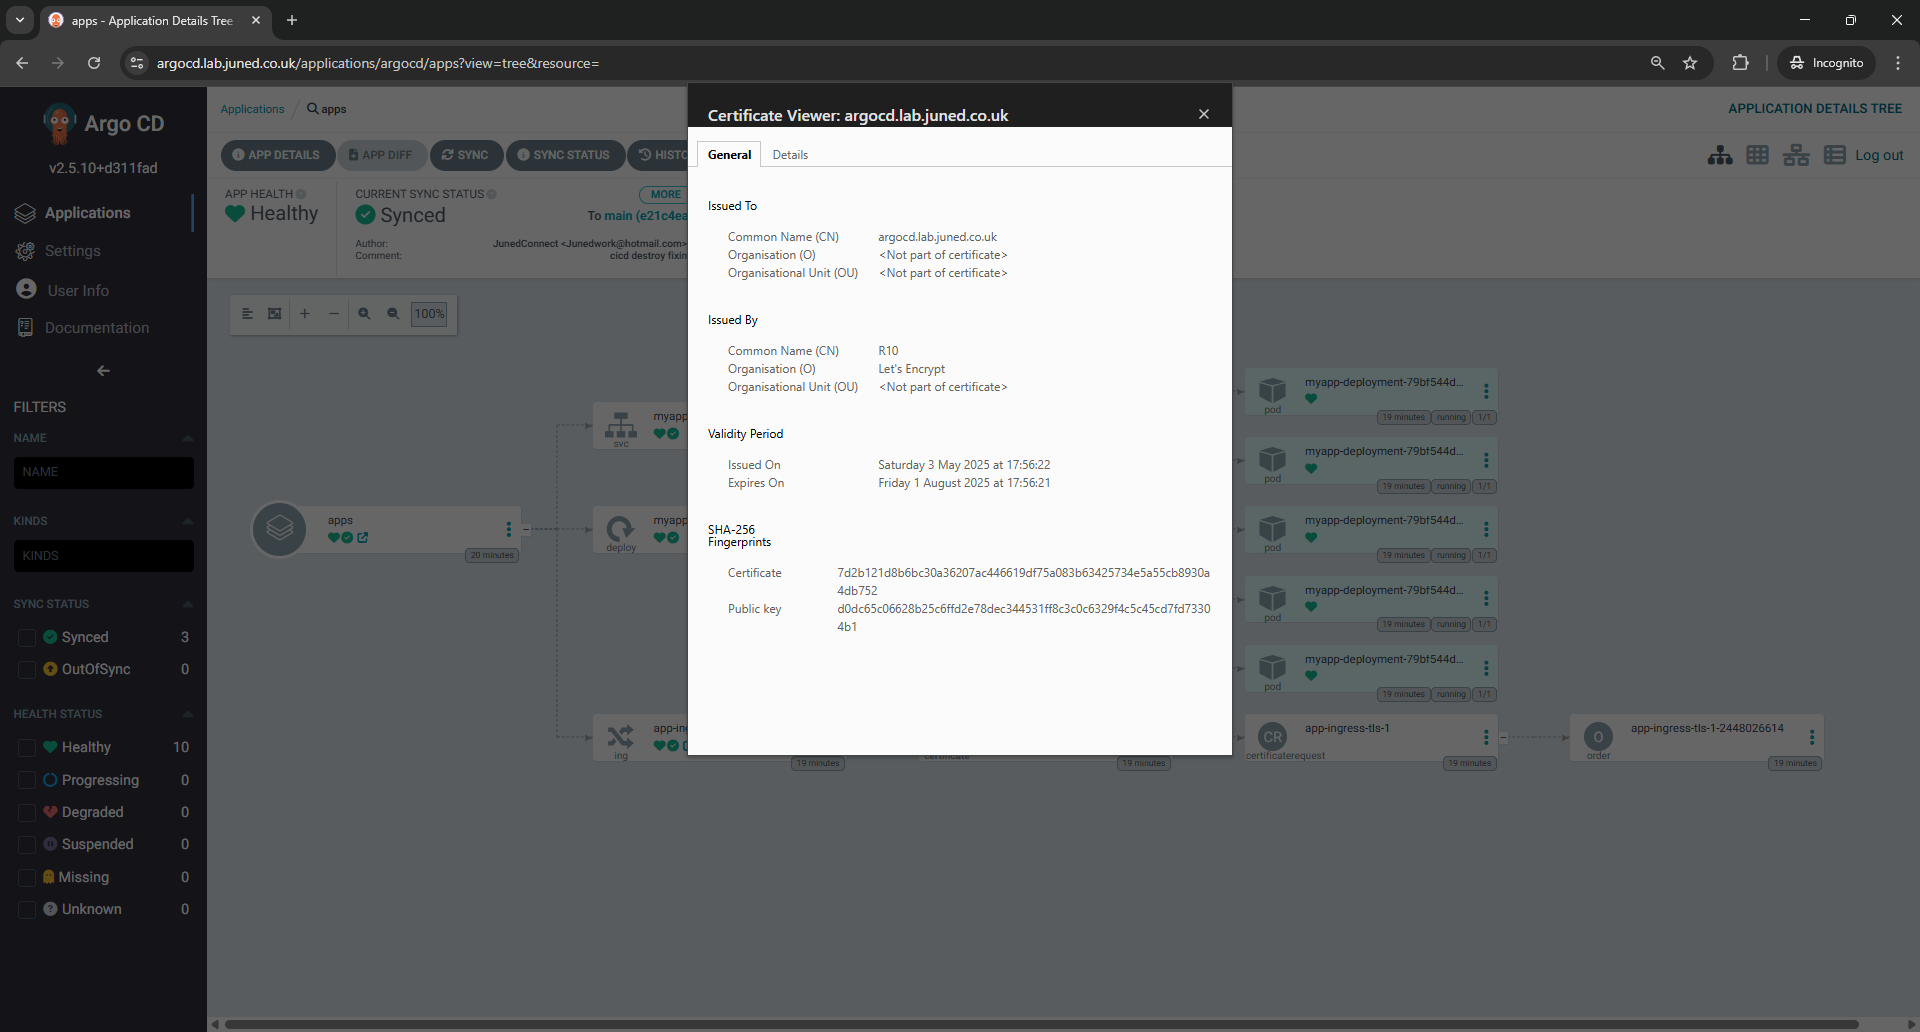 apps - Application Details Tree
argocd.lab.juned.co.uk/applications/argocd/apps?view=tree&resource=
Incognito
Argo CD
v2.5.10+d311fad
Applications
Settings
User Info
Documentation
FILTERS
NAME
NAME
KINDS
KINDS
SYNC STATUS
Synced 3
OutOfSync 0
HEALTH STATUS
Healthy 10
Progressing 0
Degraded 0
Suspended 0
Missing 0
Unknown 0
Applications / apps
APPLICATION DETAILS TREE
APP DETAILS
APP DIFF
SYNC
SYNC STATUS
HISTO
Log out
APP HEALTH
Healthy
CURRENT SYNC STATUS
MORE
Synced
To main (e21c4ea
Author: JunedConnect <Junedwork@hotmail.com>
Comment: cicd destroy fixin
100%
apps
20 minutes
myapp
svc
myapp
deploy
app-in
ing
19 minutes
certificate
19 minutes
myapp-deployment-79bf544d...
pod
19 minutes running 1/1
myapp-deployment-79bf544d...
pod
19 minutes running 1/1
myapp-deployment-79bf544d...
pod
19 minutes running 1/1
myapp-deployment-79bf544d...
pod
19 minutes running 1/1
myapp-deployment-79bf544d...
pod
19 minutes running 1/1
CR
app-ingress-tls-1
certificaterequest
19 minutes
O
app-ingress-tls-1-2448026614
order
19 minutes
Certificate Viewer: argocd.lab.juned.co.uk
General
Details
Issued To
Common Name (CN) argocd.lab.juned.co.uk
Organisation (O) <Not part of certificate>
Organisational Unit (OU) <Not part of certificate>
Issued By
Common Name (CN) R10
Organisation (O) Let's Encrypt
Organisational Unit (OU) <Not part of certificate>
Validity Period
Issued On Saturday 3 May 2025 at 17:56:22
Expires On Friday 1 August 2025 at 17:56:21
SHA-256
Fingerprints
Certificate 7d2b121d8b6bc30a36207ac446619df75a083b63425734e5a55cb8930a
4db752
Public key d0dc65c06628b25c6ffd2e78dec344531ff8c3c0c6329f4c5c45cd7fd7330
4b1